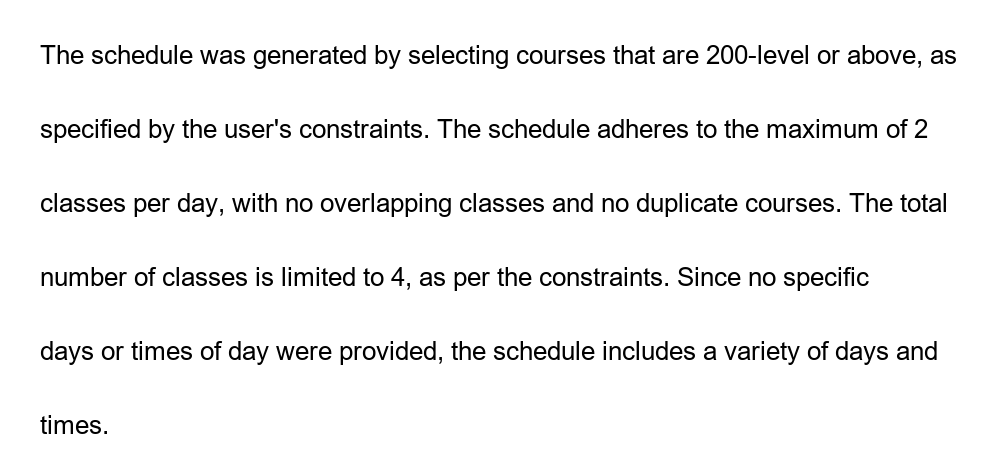 The schedule was generated by selecting courses that are 200-level or above, as
specified by the user's constraints. The schedule adheres to the maximum of 2
classes per day, with no overlapping classes and no duplicate courses. The total
number of classes is limited to 4, as per the constraints. Since no specific
days or times of day were provided, the schedule includes a variety of days and
times.